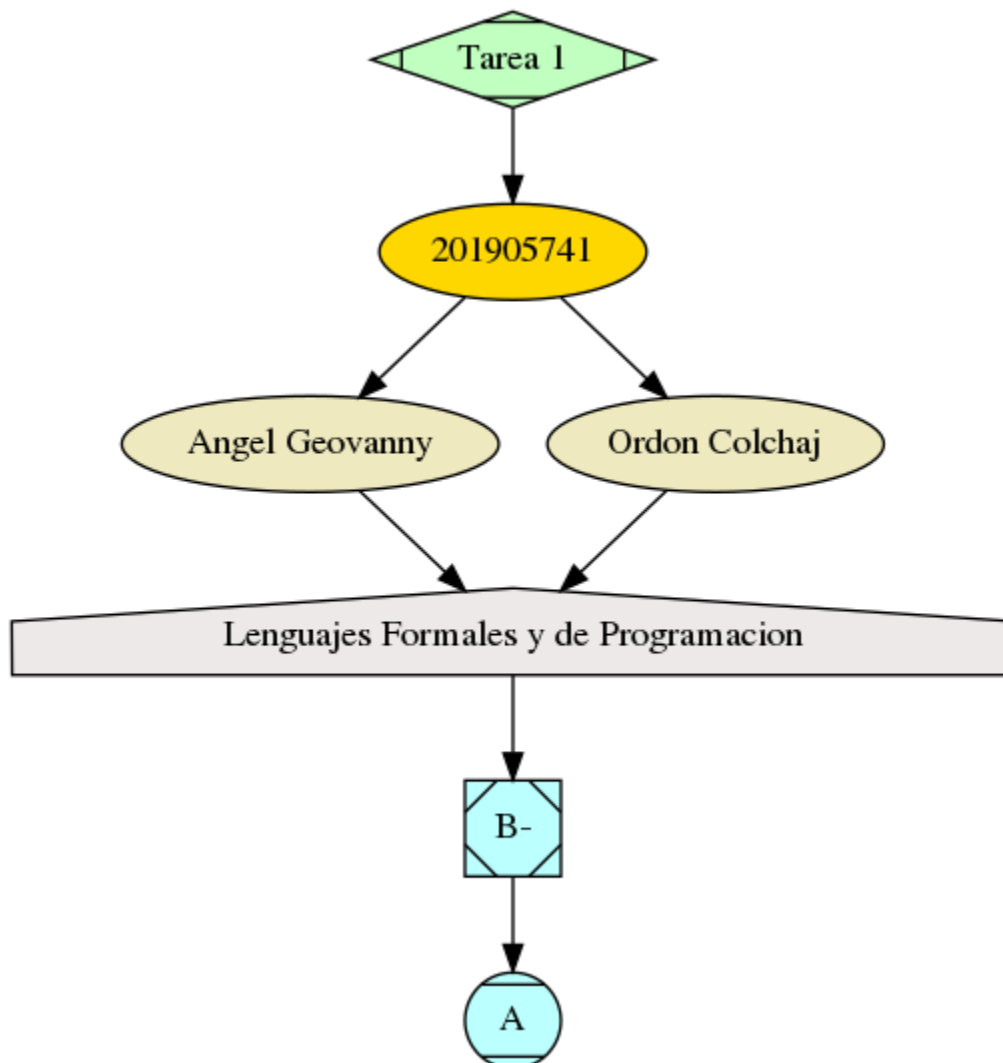 Tarea 1
201905741
Angel Geovanny
Ordon Colchaj
Lenguajes Formales y de Programacion
B-
A